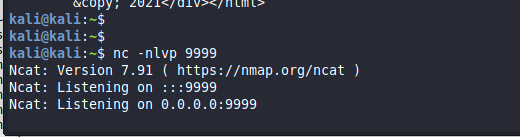 &copy; 2021</div></html>
kali@kali:~$
kali@kali:~$
kali@kali:~$ nc -nlvp 9999
Ncat: Version 7.91 ( https://nmap.org/ncat )
Ncat: Listening on :::9999
Ncat: Listening on 0.0.0.0:9999